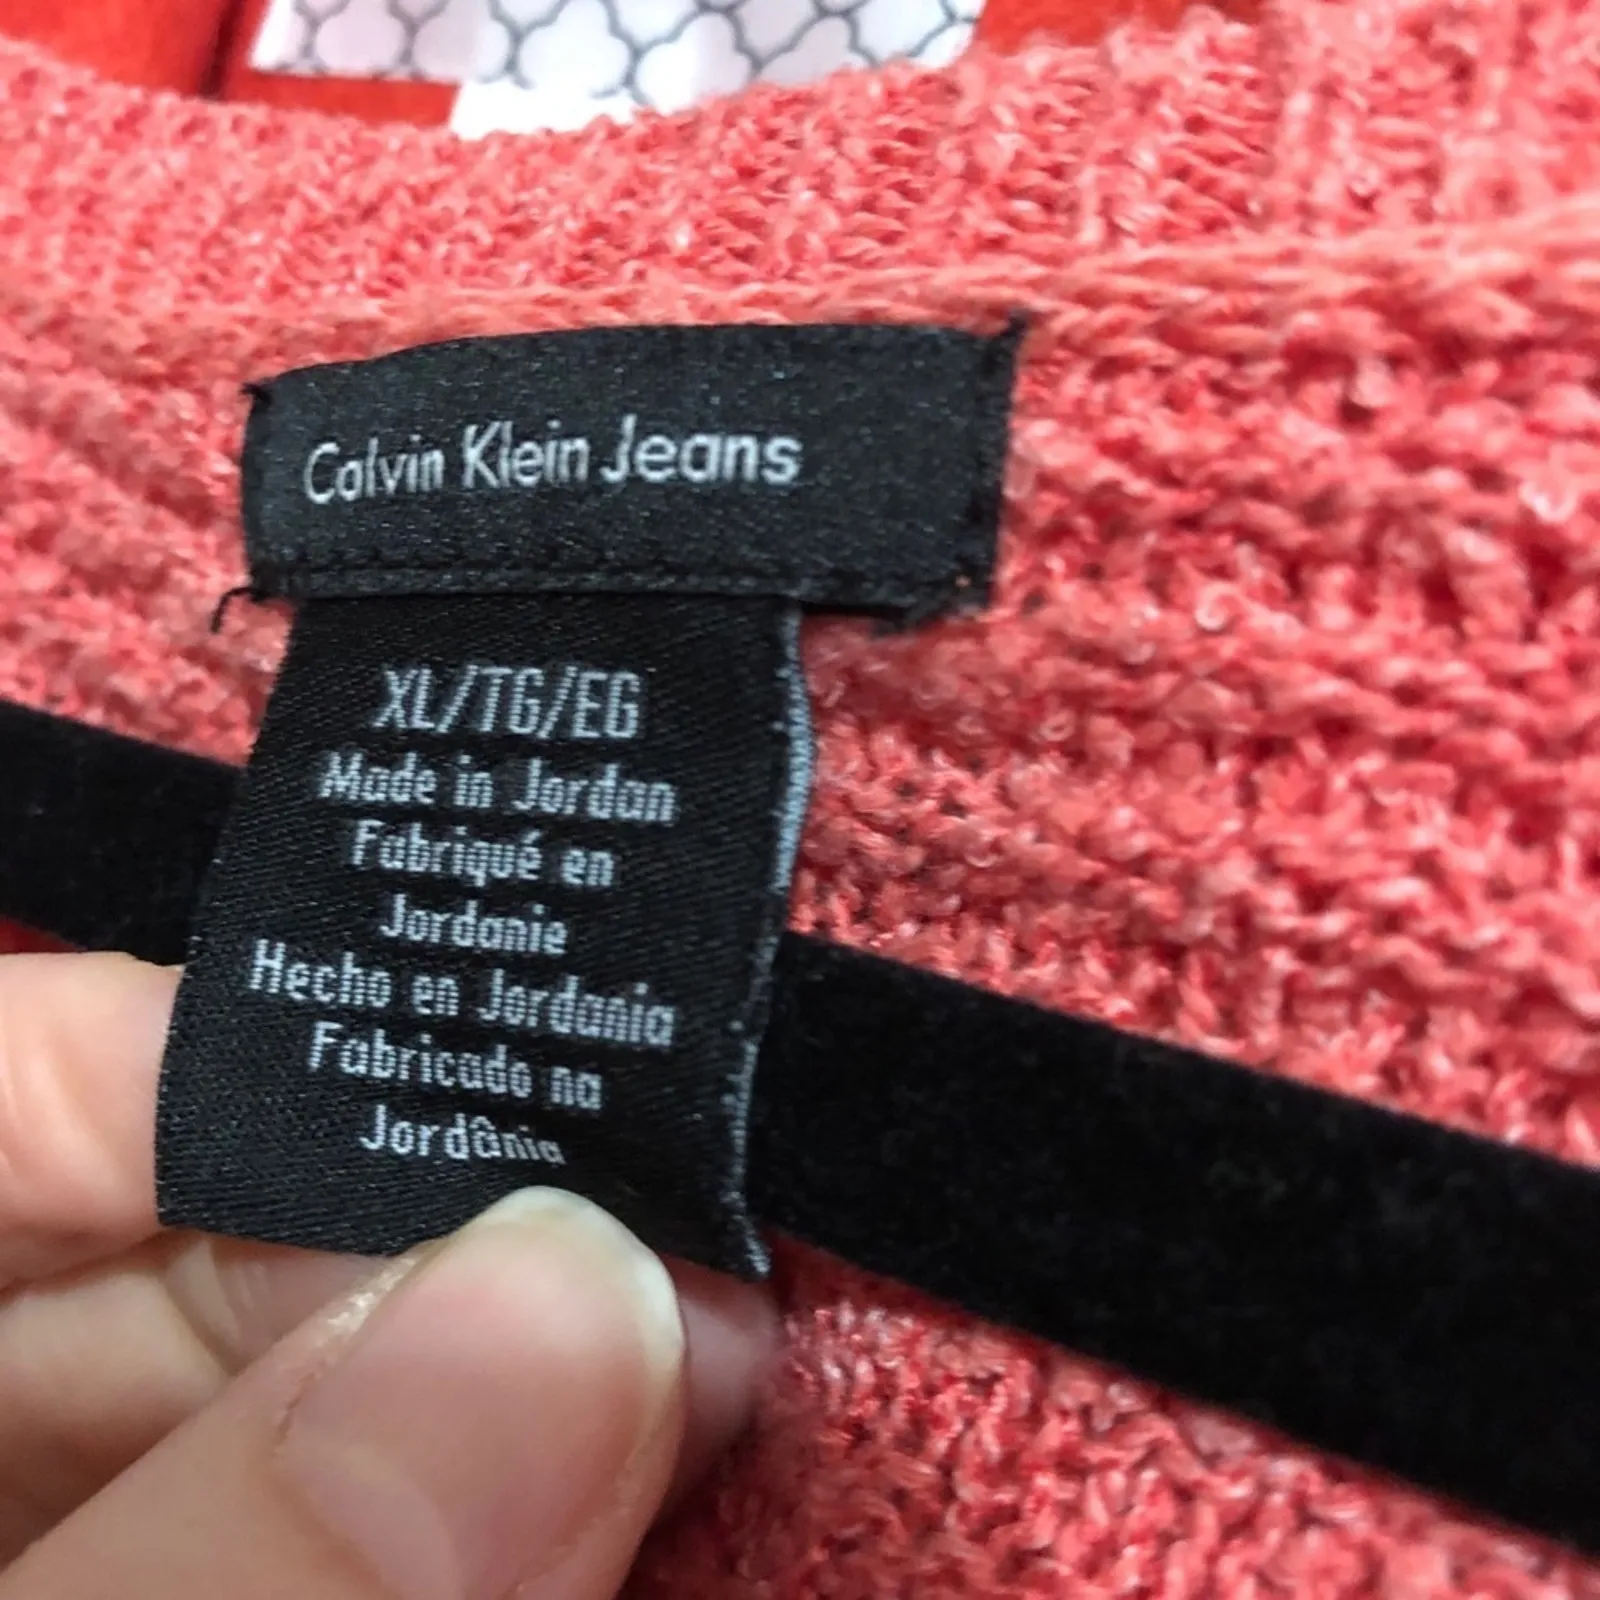 Calvin Klein Jeans
XL/TG/EG
Made in Jordan
Fabriqué en
Jordanie
Hecho en Jordania
Fabricado na
Jordânia